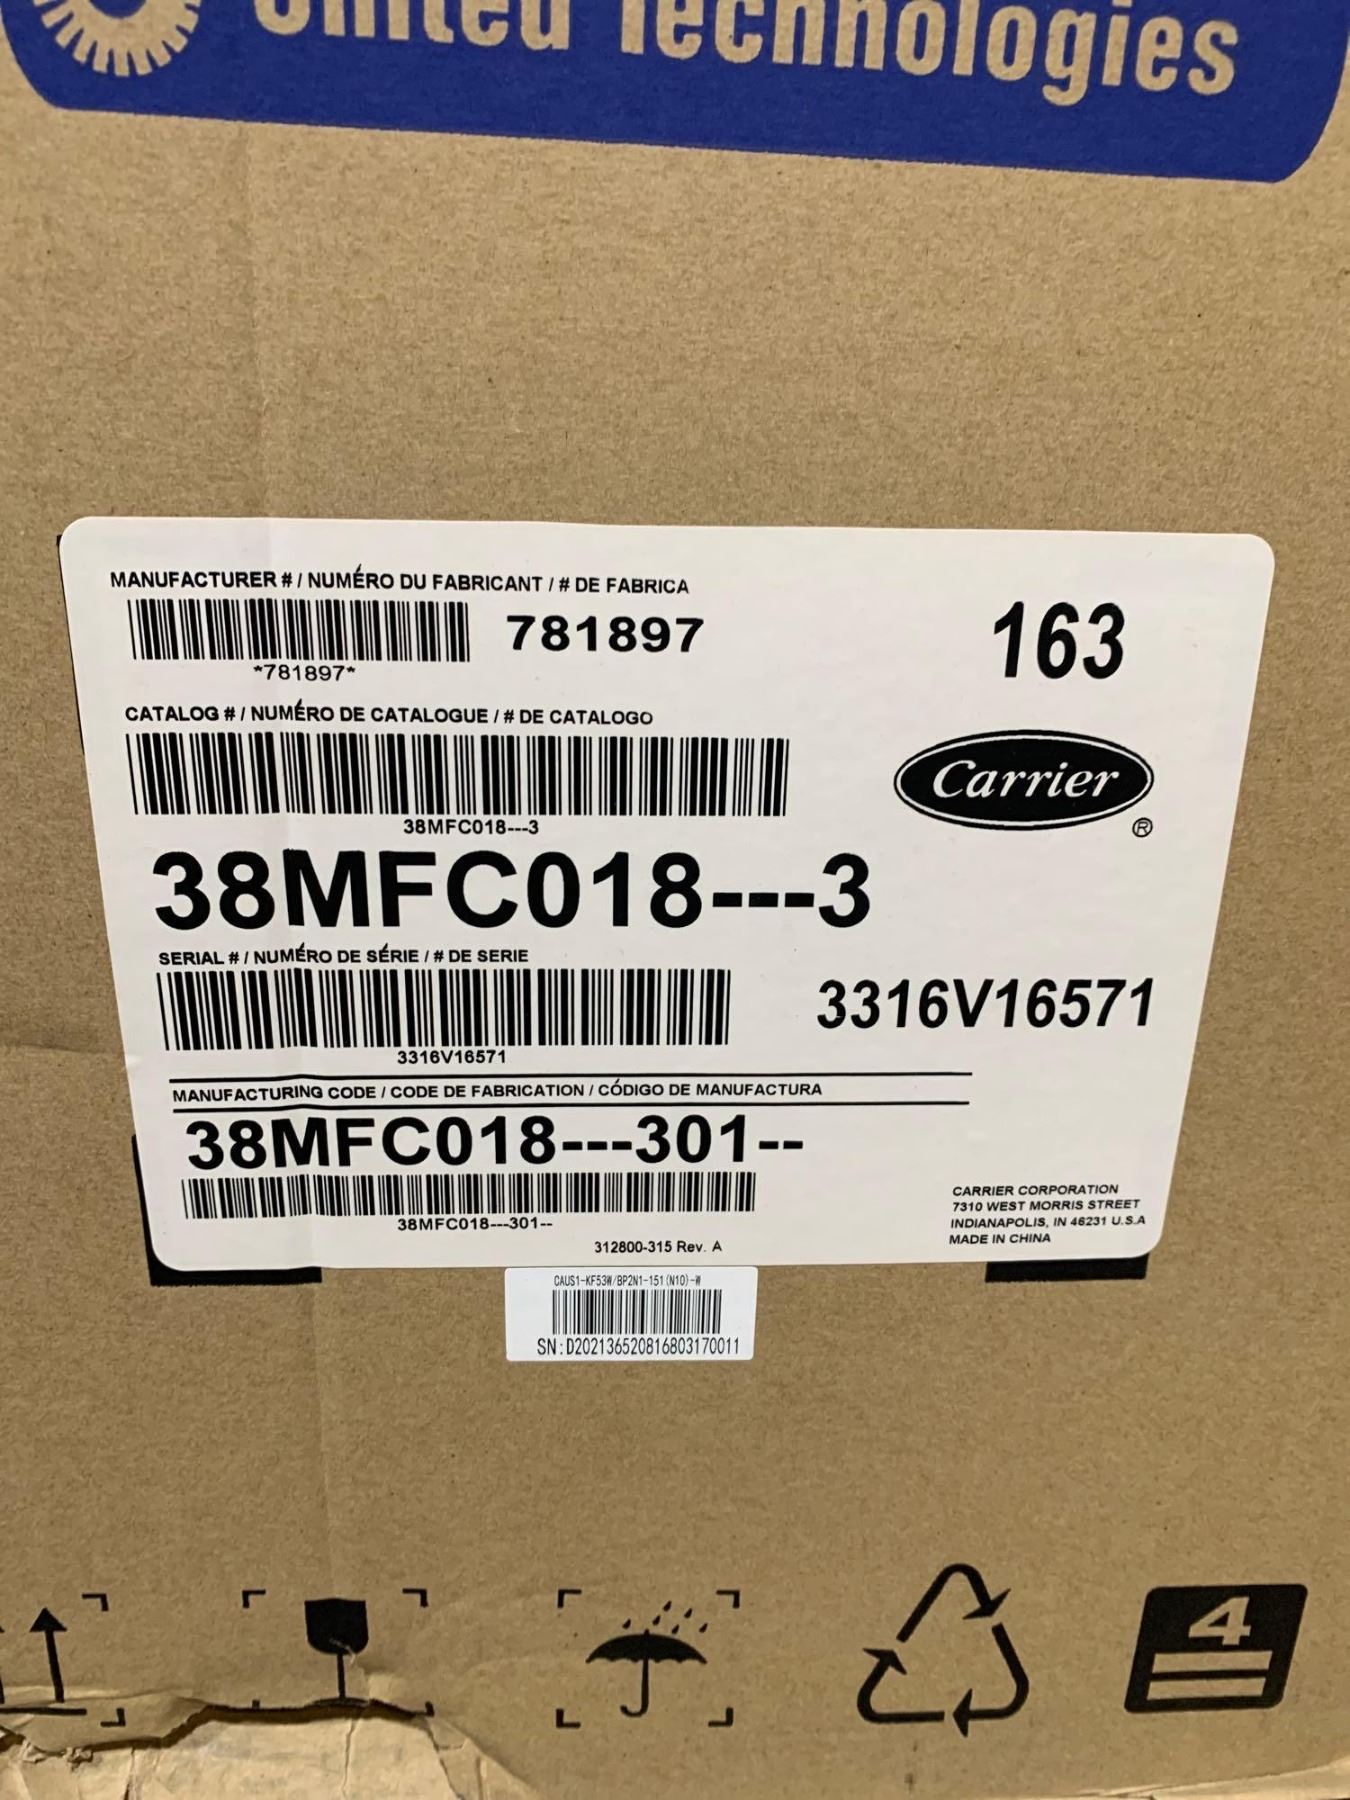 United Technologies
MANUFACTURER # / NUMÉRO DU FABRICANT / # DE FABRICA
781897
*781897*
163
CATALOG # / NUMÉRO DE CATALOGUE / # DE CATALOGO
38MFC018---3
Carrier
®
38MFC018---3
SERIAL # / NUMÉRO DE SÉRIE / # DE SERIE
3316V16571
3316V16571
MANUFACTURING CODE / CODE DE FABRICATION / CÓDIGO DE MANUFACTURA
38MFC018---301--
38MFC018---301--
312800-315 Rev. A
CARRIER CORPORATION
7310 WEST MORRIS STREET
INDIANAPOLIS, IN 46231 U.S.A
MADE IN CHINA
CAUS1-KF53W/BP2N1-151(N10)-W
SN:D202136520816803170011
4